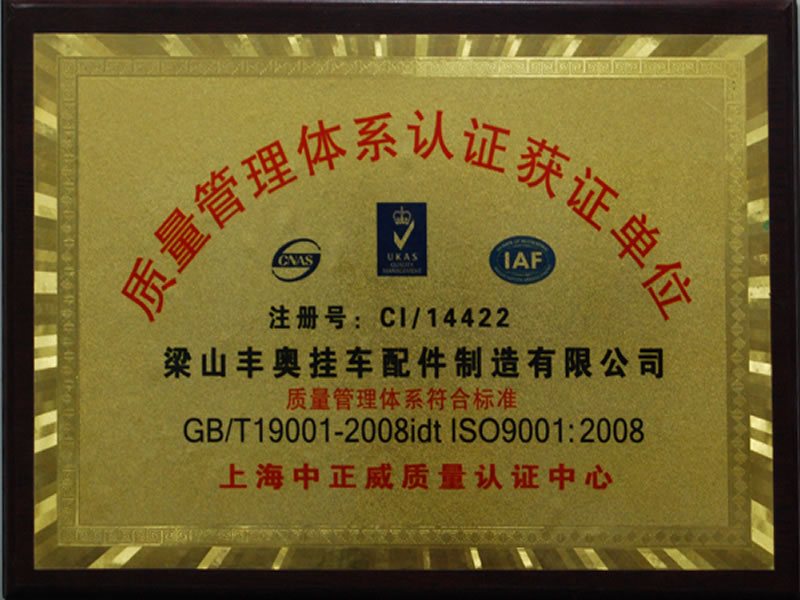 质量管理体系认证获证单位
CNAS
UKAS
QUALITY
MANAGEMENT
IAF
注册号：CI/14422
梁山丰奥挂车配件制造有限公司
质量管理体系符合标准
GB/T19001-2008idt ISO9001:2008
上海中正威质量认证中心